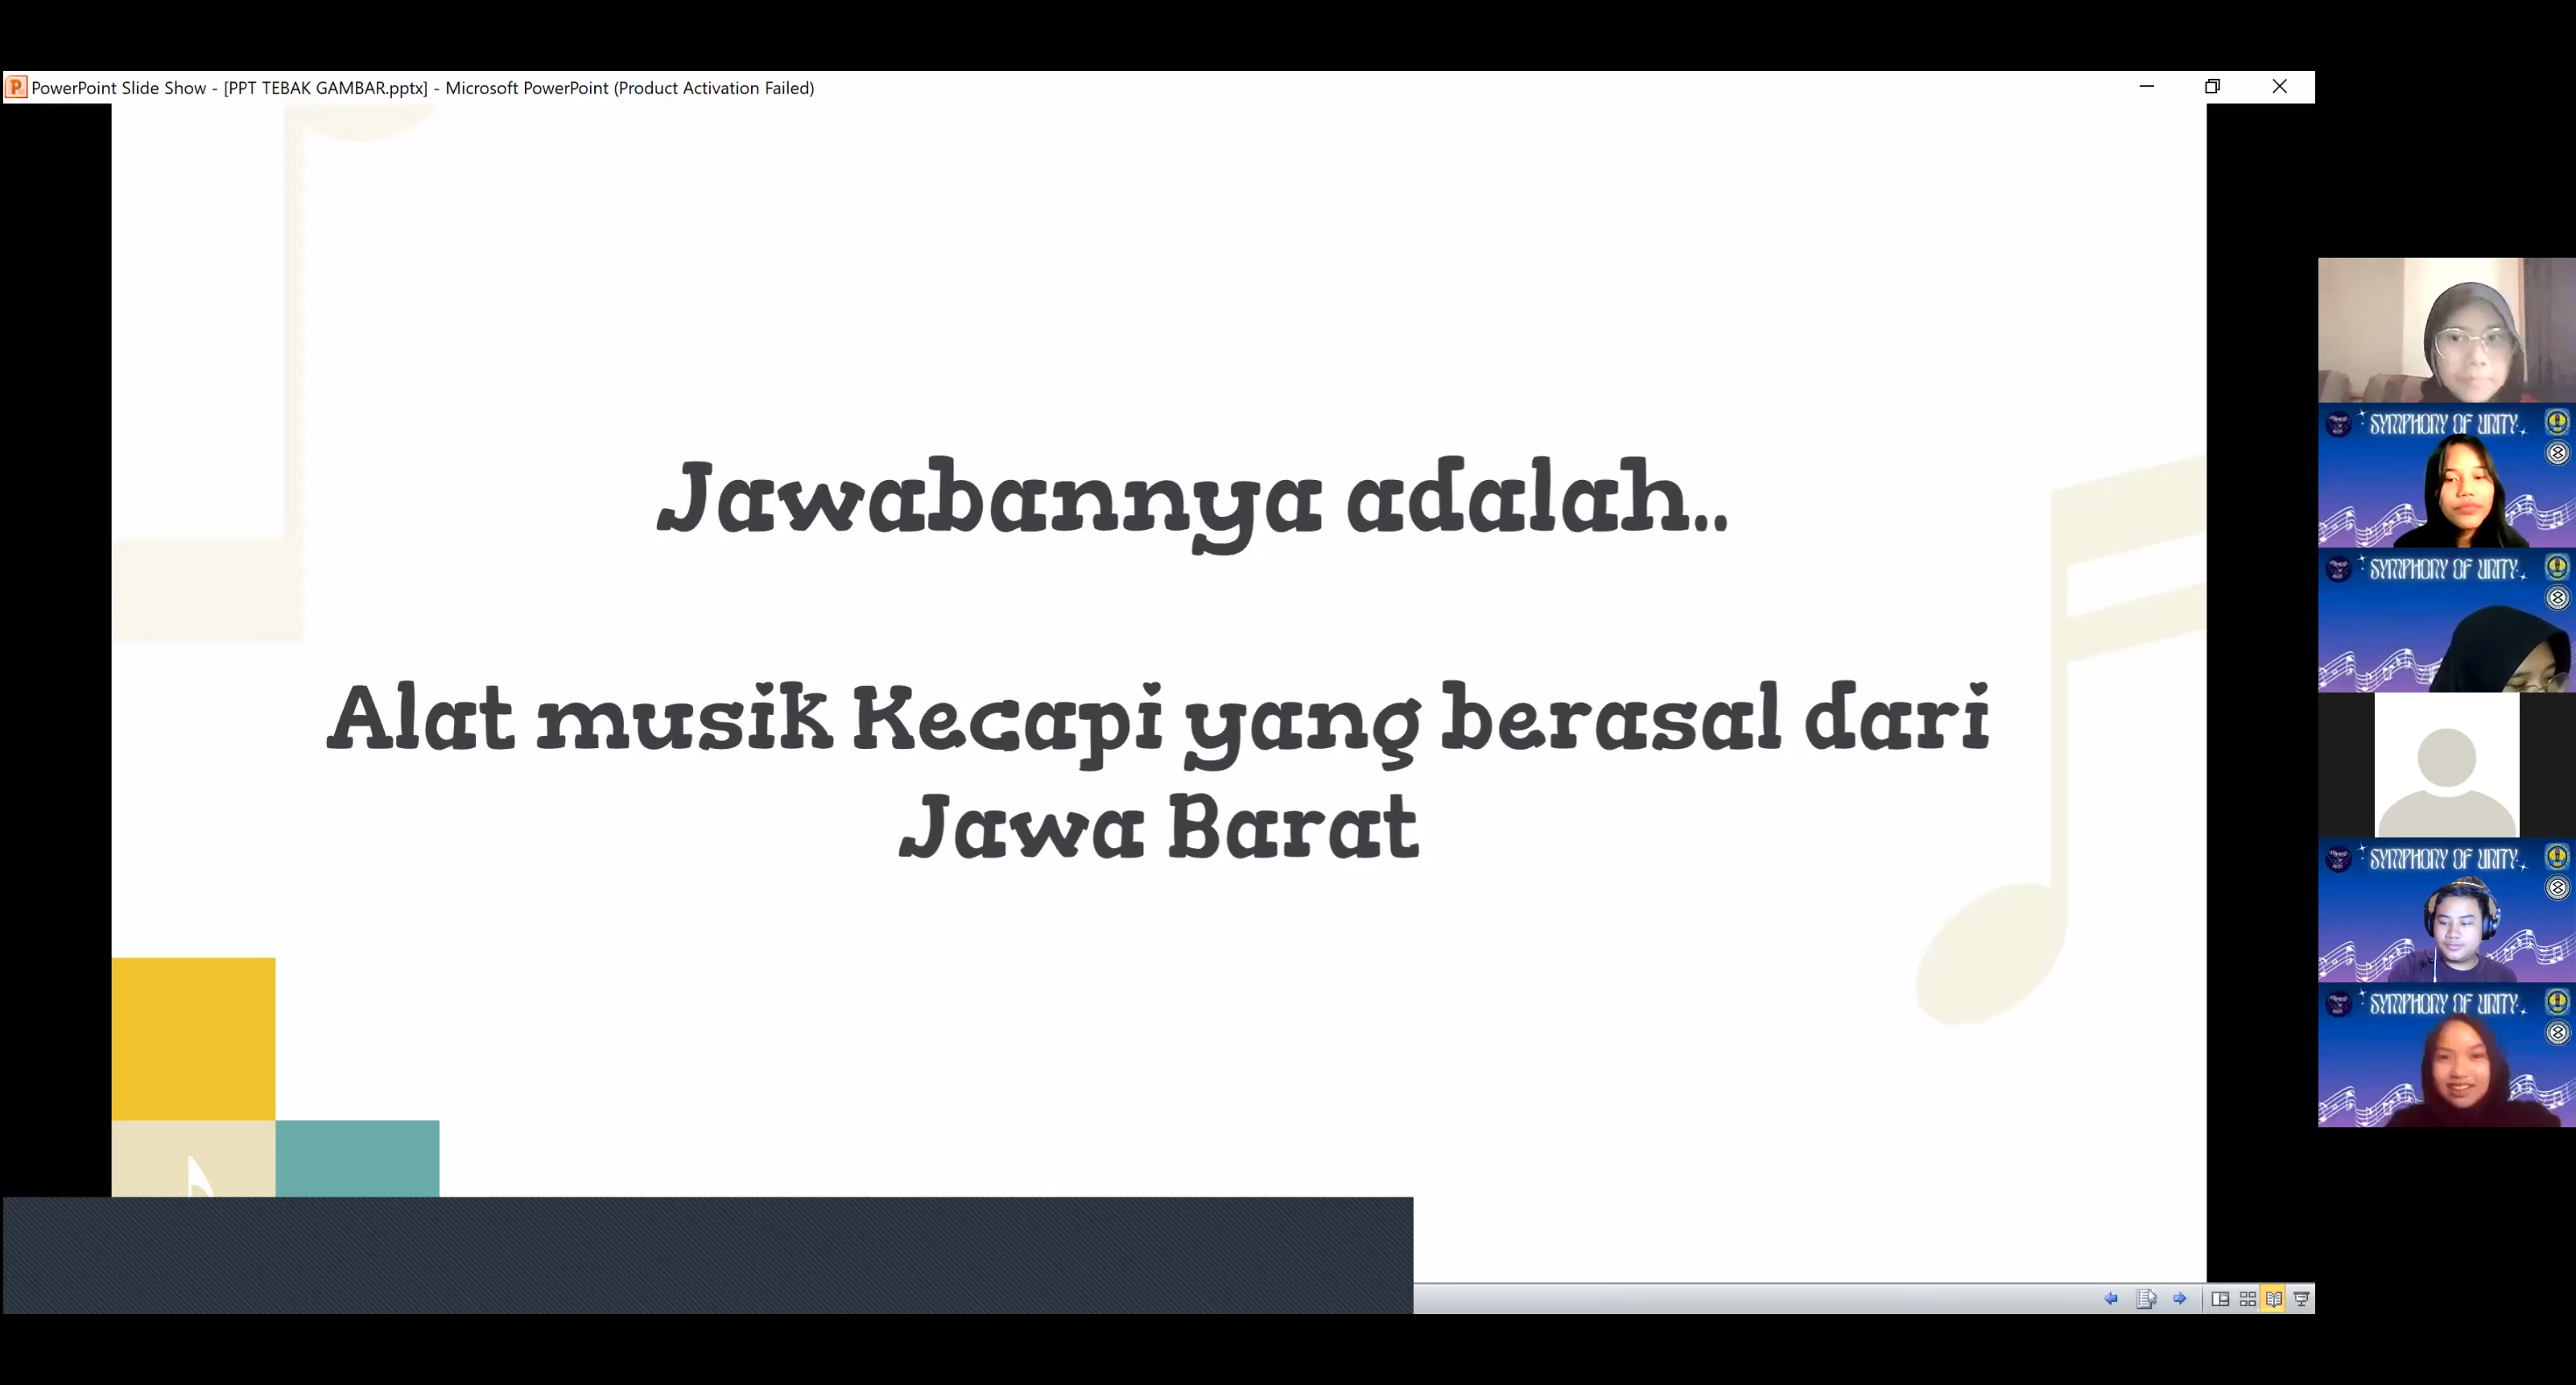 PowerPoint Slide Show - [PPT TEBAK GAMBAR.pptx] - Microsoft PowerPoint (Product Activation Failed)
Jawabannya adalah..
Alat musik Kecapi yang berasal dari
Jawa Barat
SYMPHONY OF UNITY
SYMPHONY OF UNITY
SYMPHONY OF UNITY
SYMPHONY OF UNITY